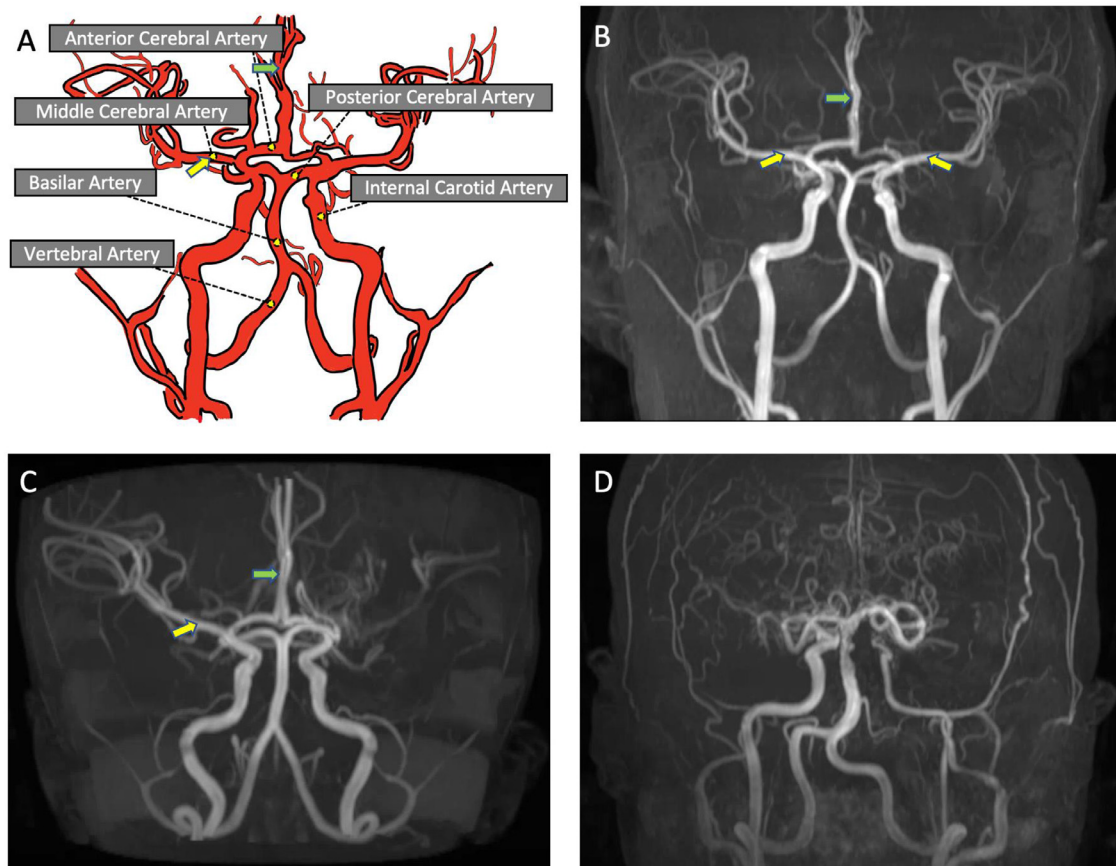 A
Anterior Cerebral Artery
Middle Cerebral Artery
Posterior Cerebral Artery
Basilar Artery
Internal Carotid Artery
Vertebral Artery
B
C
D